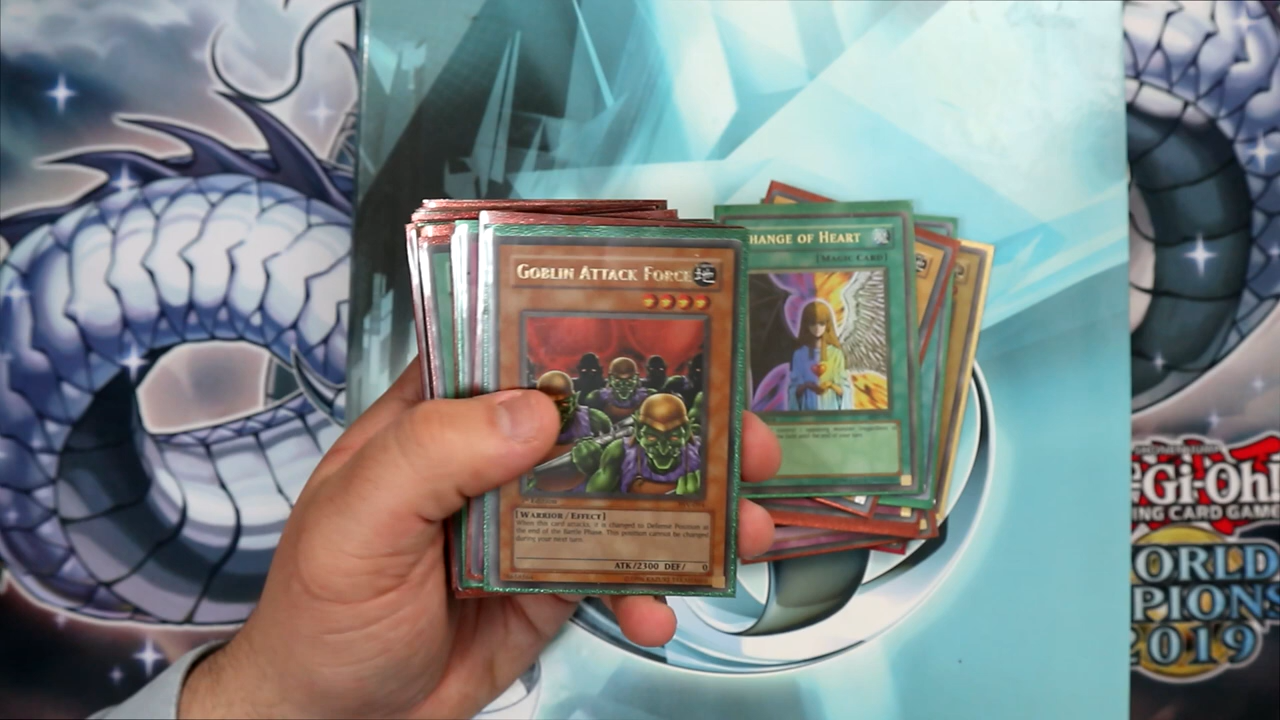 Goblin Attack Force
Edition
[Warrior/Effect]
When this card attacks, it is changed to Defense Position at
the end of the Battle Phase. This position cannot be changed
during your next turn.
ATK/2300 DEF/ 0
hange of Heart
[Magic Card]
-Gi-Oh!
ING CARD GAME
ORLD
PIONS
2019